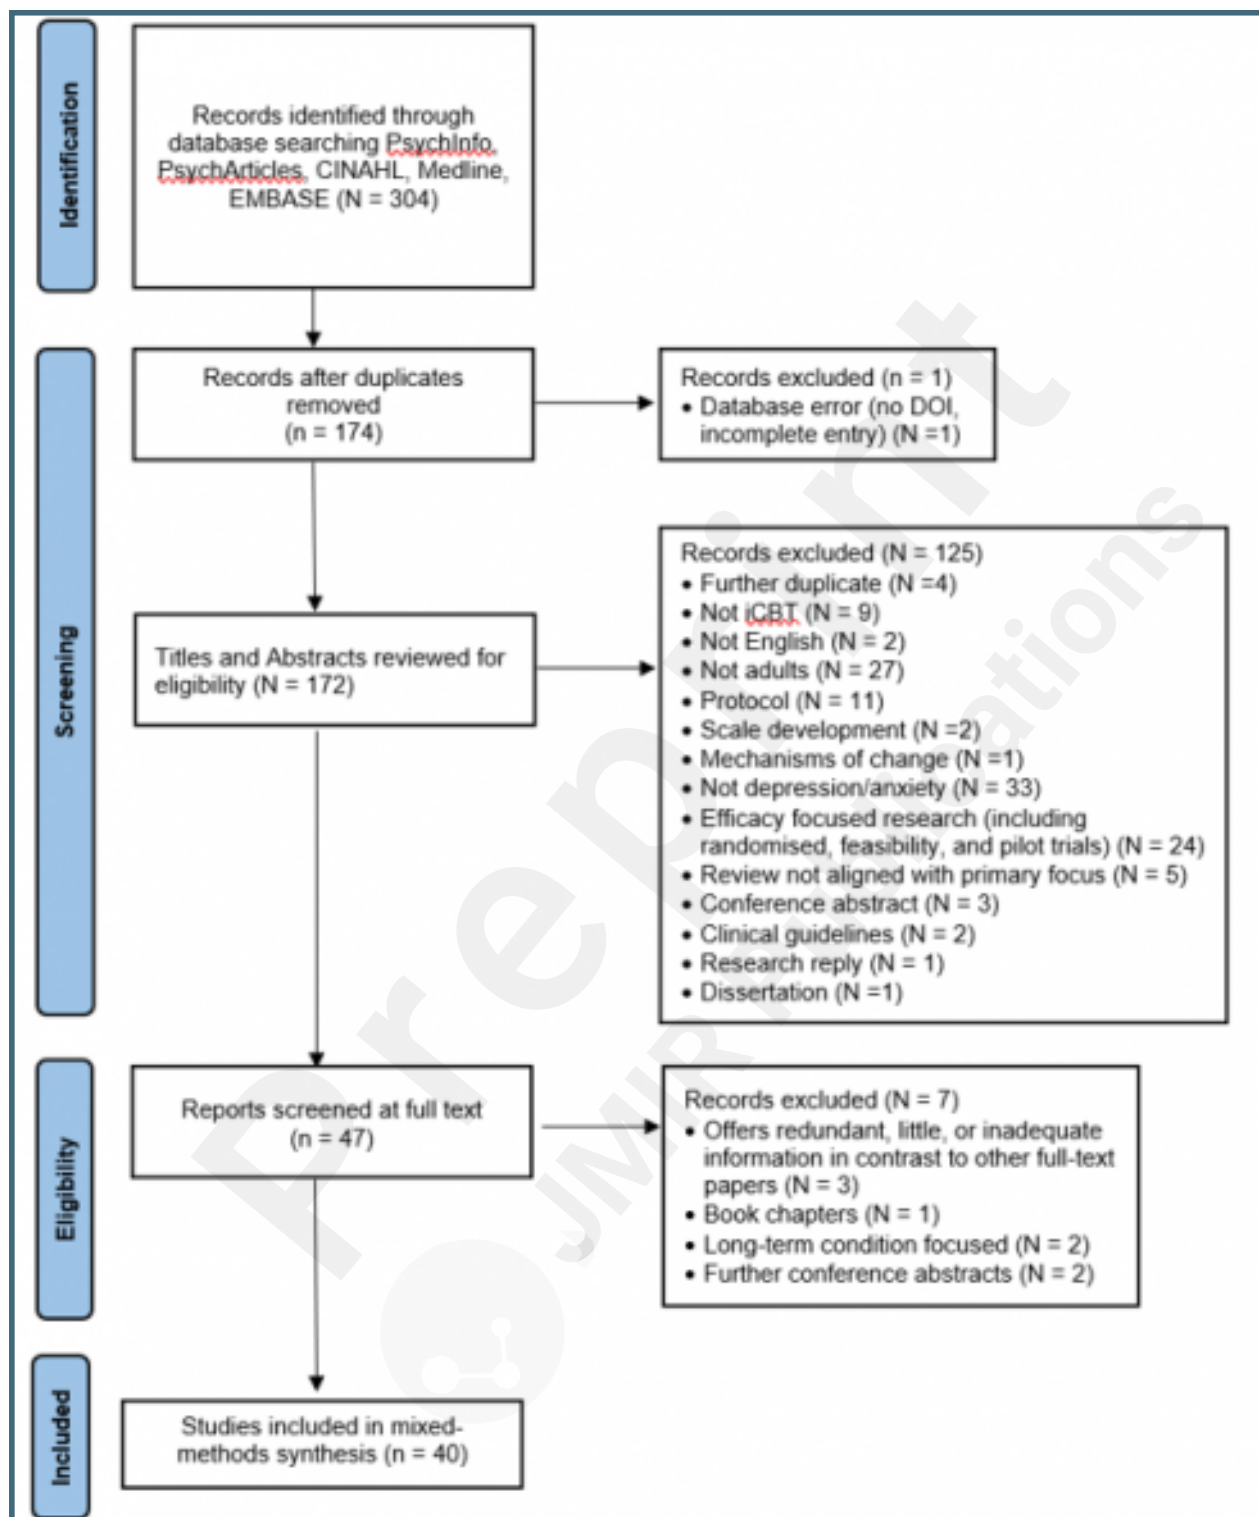 Identification
Records identified through
database searching PsychInfo,
PsychArticles, CINAHL, Medline,
EMBASE (N = 304)
Screening
Records after duplicates
removed
(n = 174)
Records excluded (n = 1)
• Database error (no DOI,
incomplete entry) (N =1)
Titles and Abstracts reviewed for
eligibility (N = 172)
Records excluded (N = 125)
• Further duplicate (N =4)
• Not iCBT (N = 9)
• Not English (N = 2)
• Not adults (N = 27)
• Protocol (N = 11)
• Scale development (N =2)
• Mechanisms of change (N =1)
• Not depression/anxiety (N = 33)
• Efficacy focused research (including
randomised, feasibility, and pilot trials) (N = 24)
• Review not aligned with primary focus (N = 5)
• Conference abstract (N = 3)
• Clinical guidelines (N = 2)
• Research reply (N = 1)
• Dissertation (N =1)
Eligibility
Reports screened at full text
(n = 47)
Records excluded (N = 7)
• Offers redundant, little, or inadequate
information in contrast to other full-text
papers (N = 3)
• Book chapters (N = 1)
• Long-term condition focused (N = 2)
• Further conference abstracts (N = 2)
Included
Studies included in mixed-
methods synthesis (n = 40)
Preprint
JMIR Publications